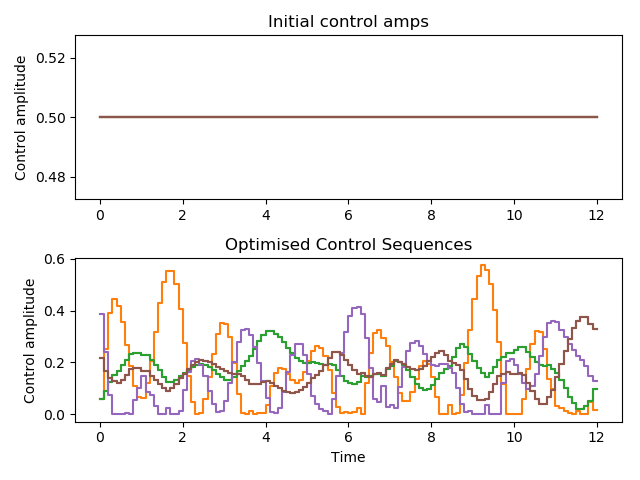 Initial control amps
Control amplitude
0.52
0.50
0.48
0 2 4 6 8 10 12
Optimised Control Sequences
Control amplitude
0.6
0.4
0.2
0.0
0 2 4 6 8 10 12
Time